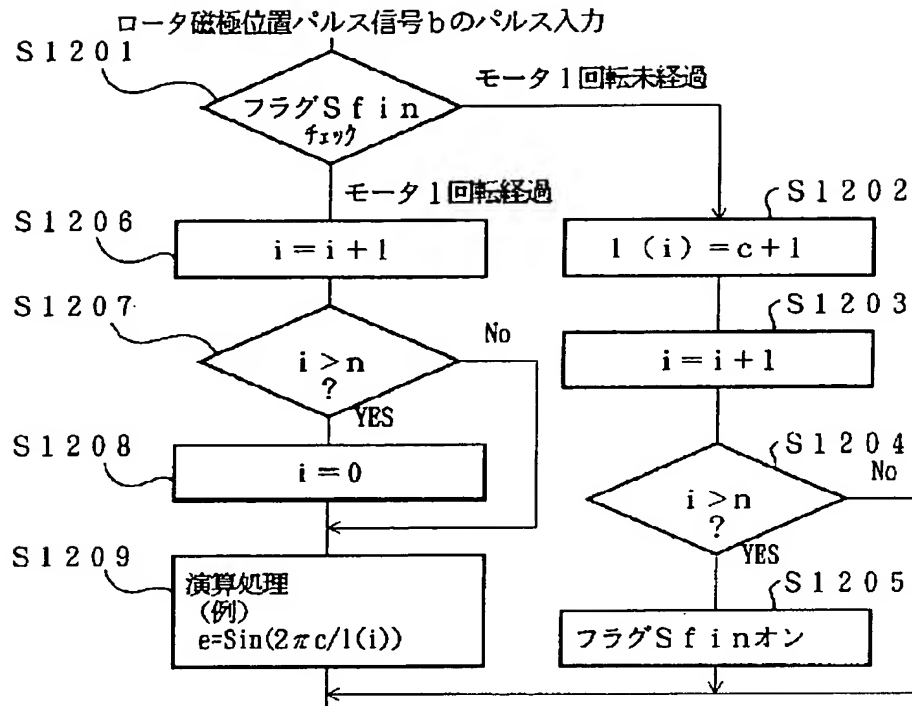 ロータ磁極位置パルス信号bのパルス入力
S1201
モータ1回転未経過
フラグSfin
チェック
モータ1回転経過
S1202
l(i)=c+1
S1206
i=i+1
S1203
i=i+1
S1207
i>n
?
No
YES
S1204
i>n
?
No
YES
S1208
i=0
S1205
フラグSfinオン
S1209
演算処理
(例)
e=Sin(2πc/l(i))